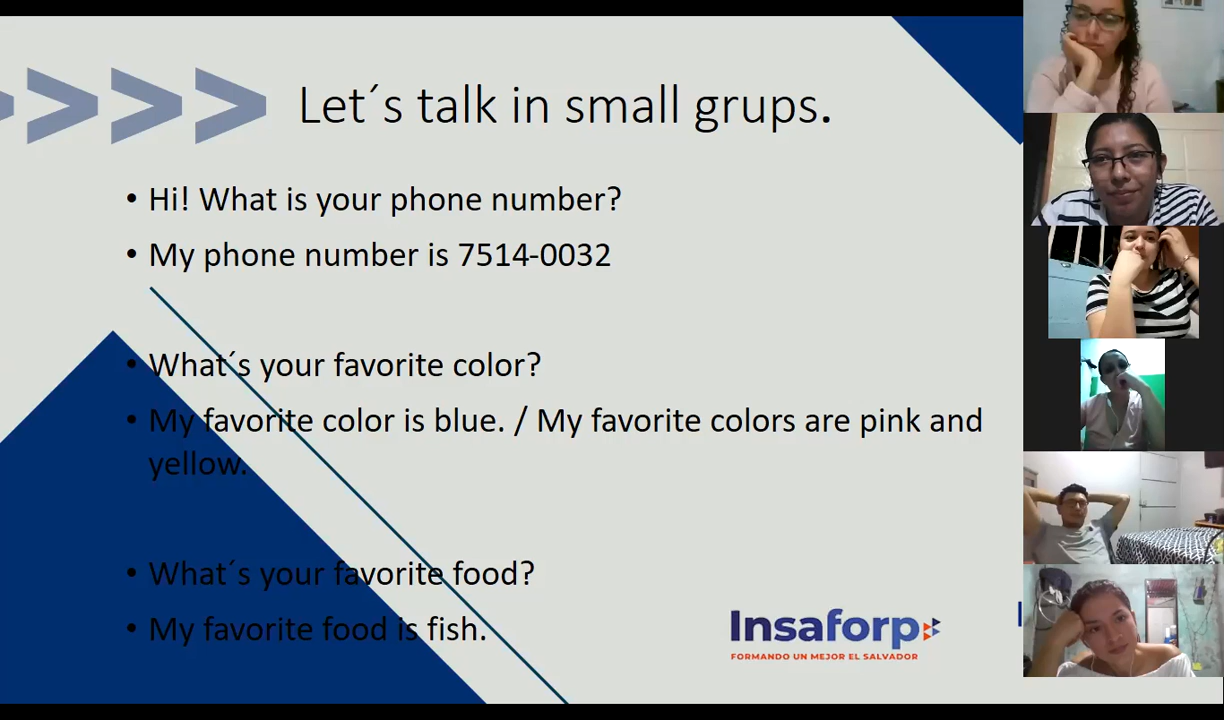 Let´s talk in small grups.
• Hi! What is your phone number?
• My phone number is 7514-0032
• What´s your favorite color?
• My favorite color is blue. / My favorite colors are pink and
yellow.
• What´s your favorite food?
• My favorite food is fish.
Insaforp
FORMANDO UN MEJOR EL SALVADOR